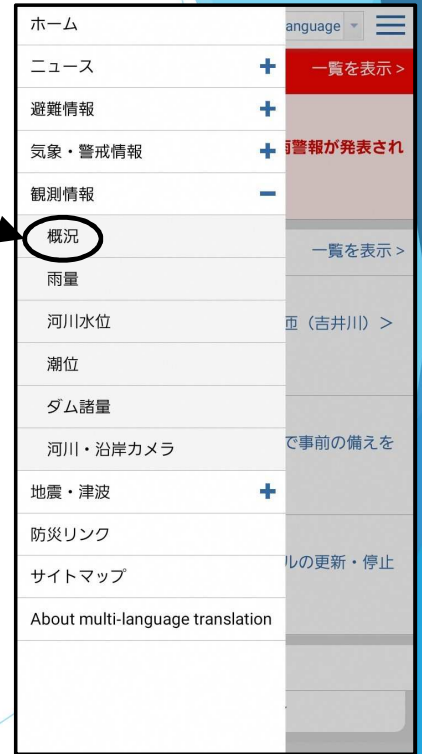 ホーム
anguage
ニュース
一覧を表示 >
避難情報
気象・警戒情報
警報が発表され
観測情報
概況
一覧を表示 >
雨量
河川水位
（吉井川）＞
潮位
ダム諸量
河川・沿岸カメラ
で事前の備えを
地震・津波
防災リンク
ルの更新・停止
サイトマップ
About multi-language translation